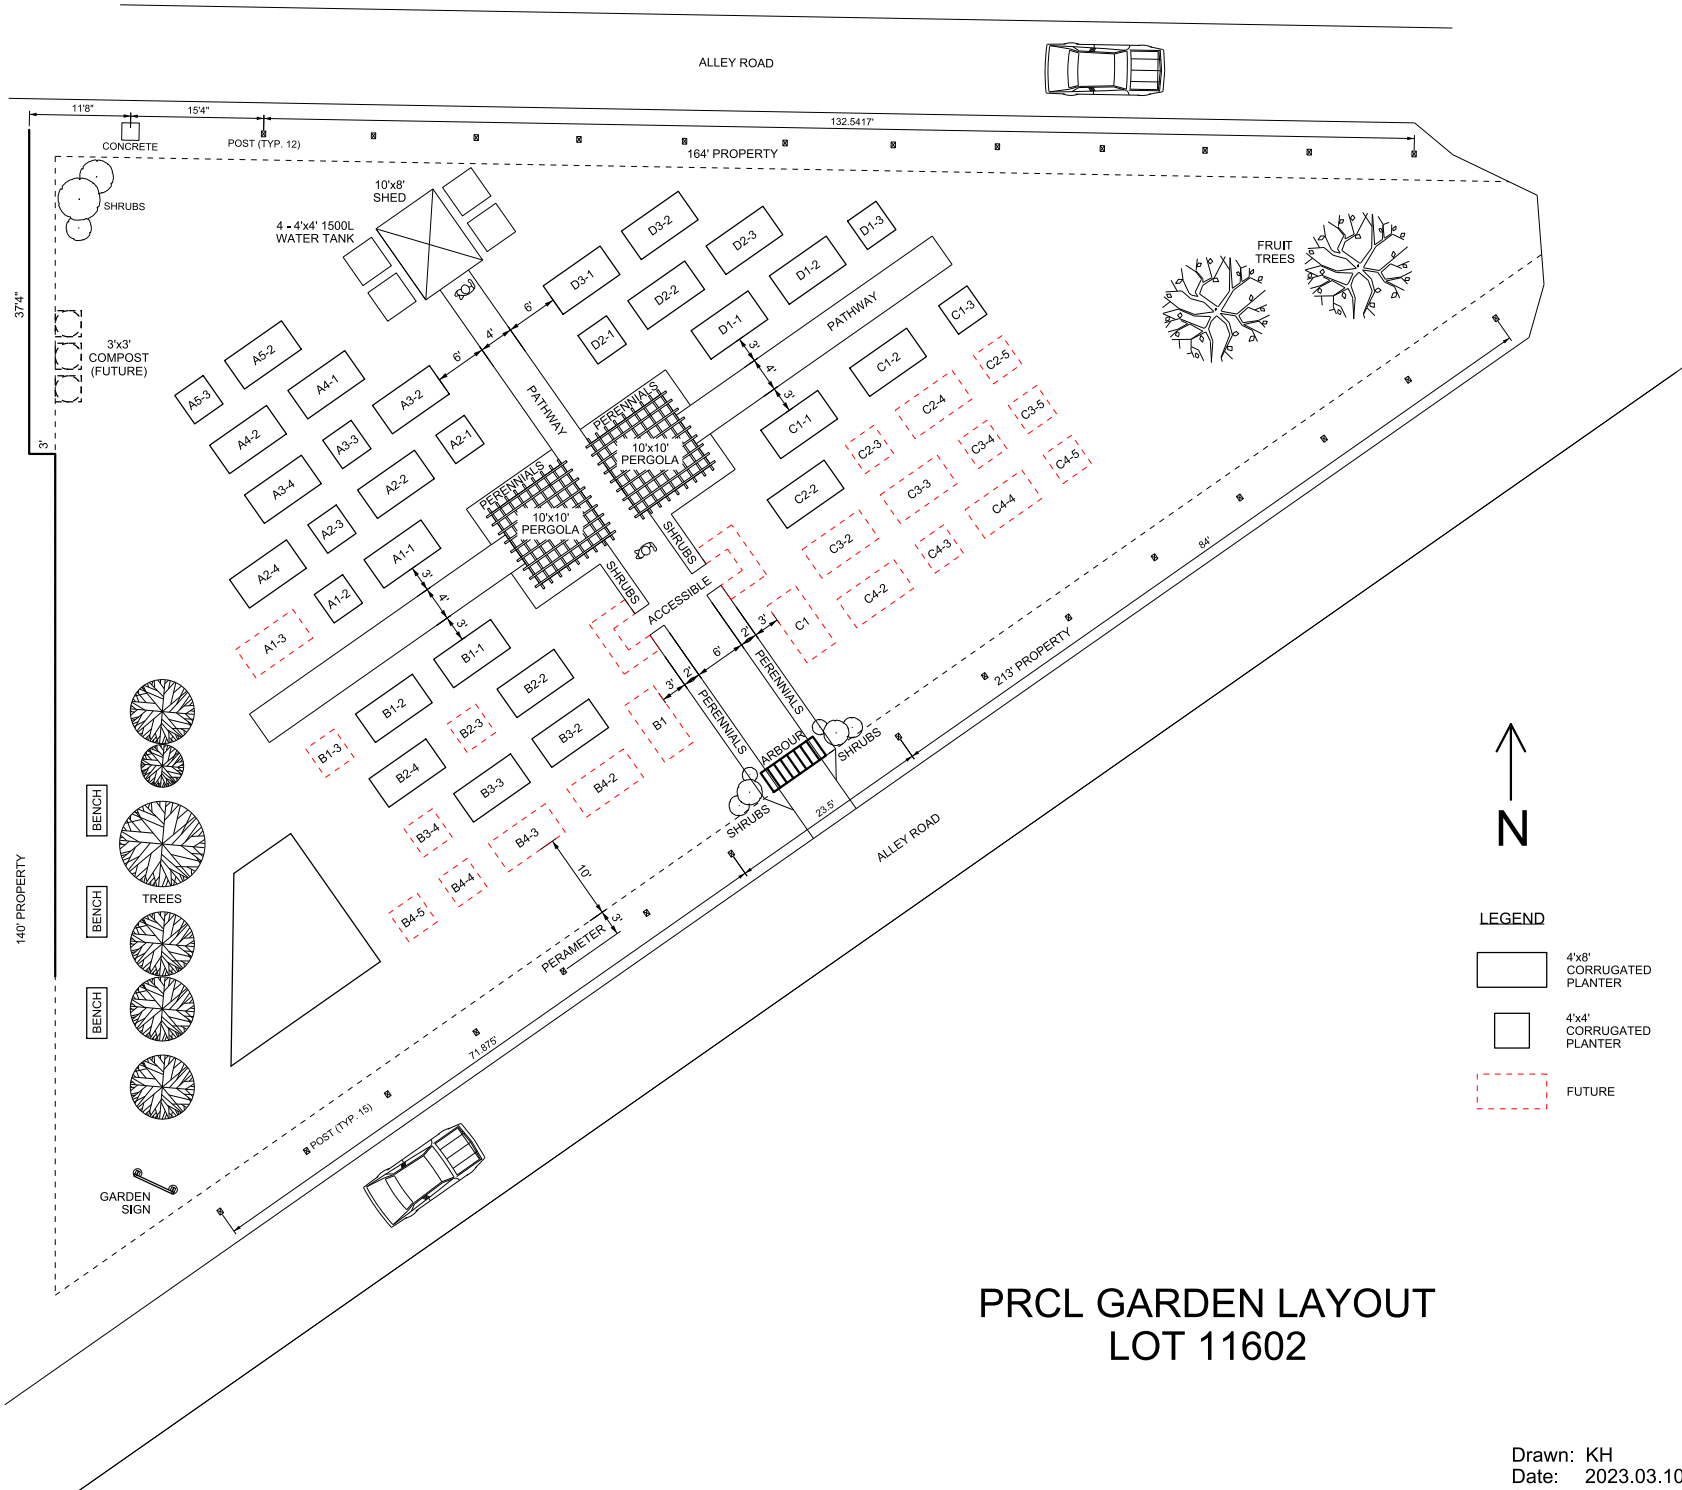 ALLEY ROAD
11'8"
15'4"
132.5417'
CONCRETE
POST (TYP. 12)
164' PROPERTY
SHRUBS
10'x8'
SHED
4 - 4'x4' 1500L
WATER TANK
FRUIT
TREES
37'4"
3'x3'
COMPOST
(FUTURE)
3'
D3-2
D2-3
D1-3
D3-1
D2-2
D1-2
D2-1
D1-1
PATHWAY
6'
4'
6'
3'
4'
3'
C1-3
C1-2
C2-5
C1-1
C2-4
C3-5
C2-3
C3-4
C4-5
C2-2
C3-3
C4-4
C3-2
C4-3
C4-2
C1
A5-2
A4-1
A3-2
A5-3
A4-2
A3-3
A2-1
A3-4
A2-2
A2-3
A1-1
A2-4
A1-2
A1-3
PATHWAY
PERENNIALS
10'x10'
PERGOLA
PERENNIALS
10'x10'
PERGOLA
SHRUBS
SHRUBS
ACCESSIBLE
3'
4'
3'
B1-1
B1-2
B2-2
B1-3
B2-3
B3-2
B1
B2-4
B3-3
B4-2
B3-4
B4-3
B4-4
B4-5
3'
2'
6'
2'
3'
PERENNIALS
PERENNIALS
ARBOUR
SHRUBS
SHRUBS
84'
213' PROPERTY
23.5'
ALLEY ROAD
10'
3'
PERAMETER
71.875'
POST (TYP. 15)
140' PROPERTY
BENCH
BENCH
BENCH
TREES
GARDEN
SIGN
N
LEGEND
4'x8'
CORRUGATED
PLANTER
4'x4'
CORRUGATED
PLANTER
FUTURE
PRCL GARDEN LAYOUT
LOT 11602
Drawn: KH
Date: 2023.03.10